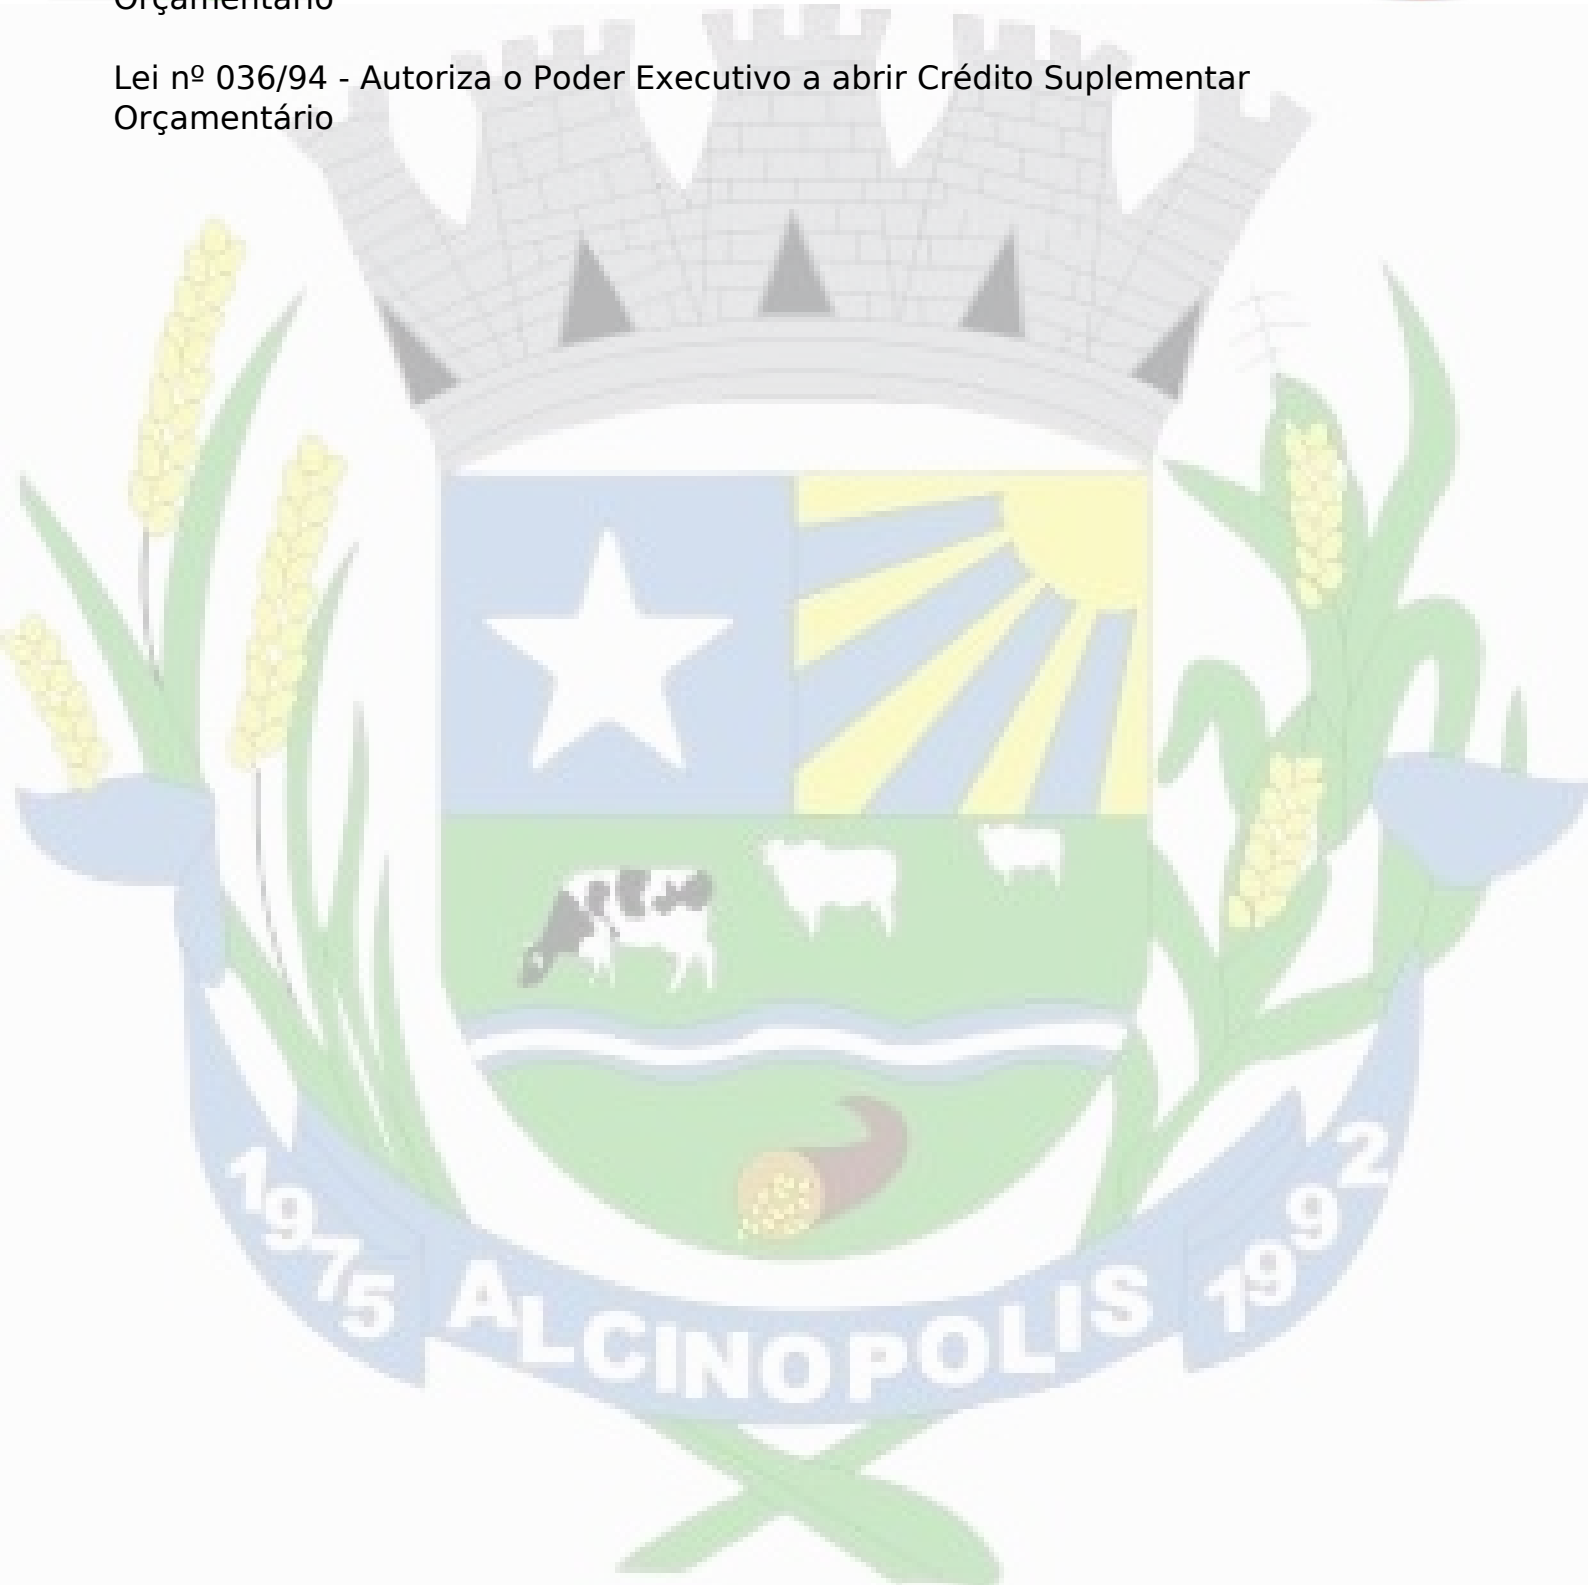 Orçamentário
Lei nº 036/94 - Autoriza o Poder Executivo a abrir Crédito Suplementar
Orçamentário
1975
ALCINOPOLIS
1992